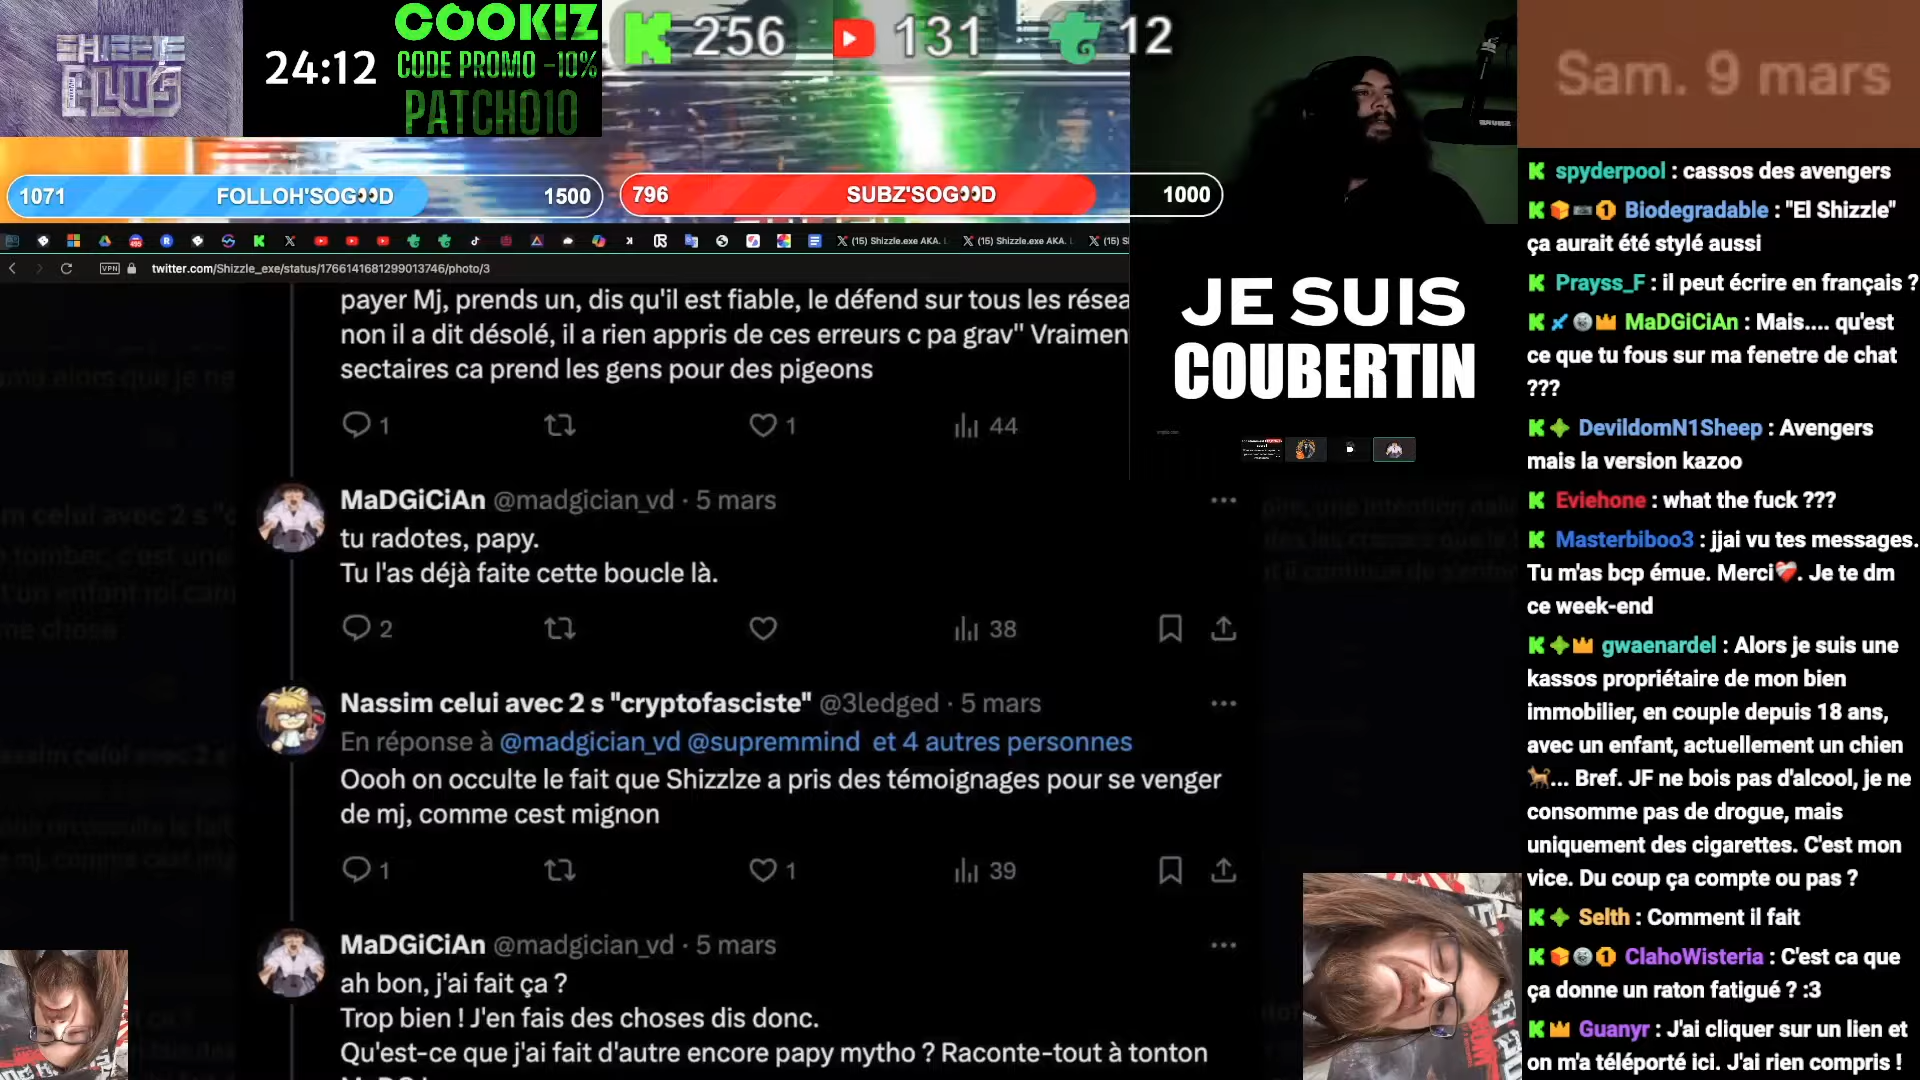 24:12
COOKIZ
CODE PROMO -10%
PATCHO10
256
131
12
1071 FOLLOH'SOG👀D 1500
796 SUBZ'SOG👀D 1000
(15) Shizzle.exe AKA.
(15) Shizzle.exe AKA.
(15) S
VPN
twitter.com/Shizzle_exe/status/1766141681299013746/photo/3
payer Mj, prends un, dis qu'il est fiable, le défend sur tous les résea
non il a dit désolé, il a rien appris de ces erreurs c pa grav" Vraimen
sectaires ca prend les gens pour des pigeons
1 1 44
MaDGiCiAn @madgician_vd · 5 mars
tu radotes, papy.
Tu l'as déjà faite cette boucle là.
2 38
Nassim celui avec 2 s "cryptofasciste" @3ledged · 5 mars
En réponse à @madgician_vd @supremmind et 4 autres personnes
Oooh on occulte le fait que Shizzlze a pris des témoignages pour se venger
de mj, comme cest mignon
1 1 39
MaDGiCiAn @madgician_vd · 5 mars
ah bon, j'ai fait ça ?
Trop bien ! J'en fais des choses dis donc.
Qu'est-ce que j'ai fait d'autre encore papy mytho ? Raconte-tout à tonton
JE SUIS
COUBERTIN
Sam. 9 mars
spyderpool : cassos des avengers
Biodegradable : "El Shizzle"
ça aurait été stylé aussi
Prayss_F : il peut écrire en français ?
MaDGiCiAn : Mais.... qu'est
ce que tu fous sur ma fenetre de chat
???
DevildomN1Sheep : Avengers
mais la version kazoo
Eviehone : what the fuck ???
Masterbiboo3 : jjai vu tes messages.
Tu m'as bcp émue. Merci❤️‍🩹. Je te dm
ce week-end
gwaenardel : Alors je suis une
kassos propriétaire de mon bien
immobilier, en couple depuis 18 ans,
avec un enfant, actuellement un chien
🐕... Bref. JF ne bois pas d'alcool, je ne
consomme pas de drogue, mais
uniquement des cigarettes. C'est mon
vice. Du coup ça compte ou pas ?
Selth : Comment il fait
ClahoWisteria : C'est ca que
ça donne un raton fatigué ? :3
Guanyr : J'ai cliquer sur un lien et
on m'a téléporté ici. J'ai rien compris !